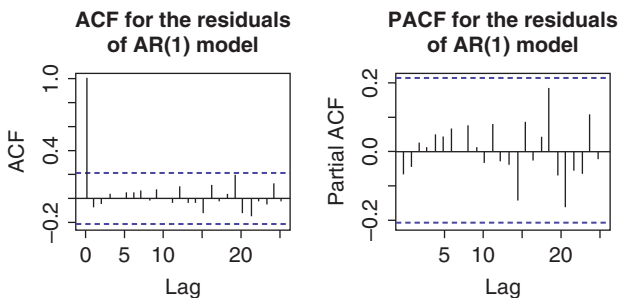 ACF for the residuals
of AR(1) model
1.0
0.4
−0.2
ACF
0 5 10 20
Lag
PACF for the residuals
of AR(1) model
0.2
0.0
−0.2
Partial ACF
5 10 20
Lag